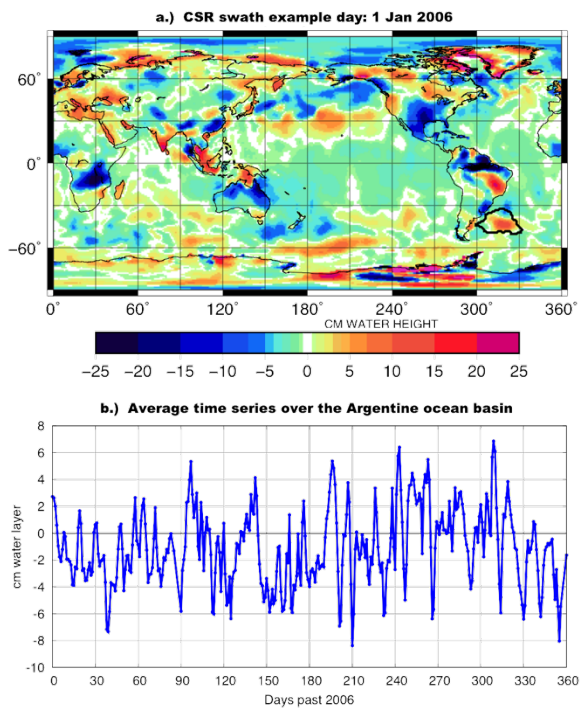 a.) CSR swath example day: 1 Jan 2006
60°
0°
−60°
0° 60° 120° 180° 240° 300° 360°
CM WATER HEIGHT
−25 −20 −15 −10 −5 0 5 10 15 20 25
b.) Average time series over the Argentine ocean basin
8
6
4
2
0
-2
-4
-6
-8
-10
cm water layer
0 30 60 90 120 150 180 210 240 270 300 330 360
Days past 2006